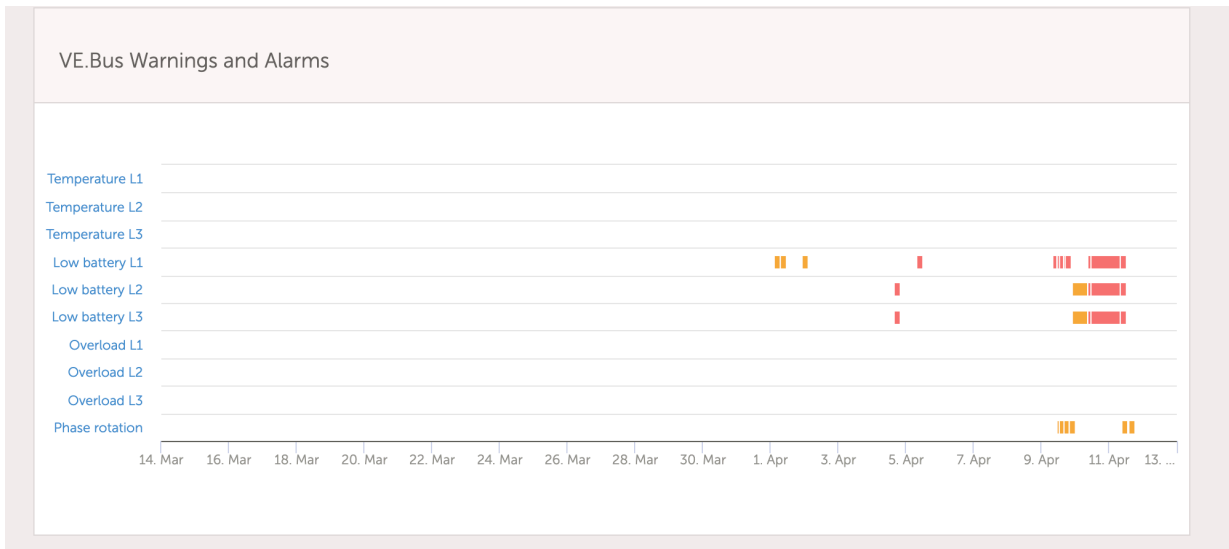 VE.Bus Warnings and Alarms
Temperature L1
Temperature L2
Temperature L3
Low battery L1
Low battery L2
Low battery L3
Overload L1
Overload L2
Overload L3
Phase rotation
14. Mar 16. Mar 18. Mar 20. Mar 22. Mar 24. Mar 26. Mar 28. Mar 30. Mar 1. Apr 3. Apr 5. Apr 7. Apr 9. Apr 11. Apr 13. ...